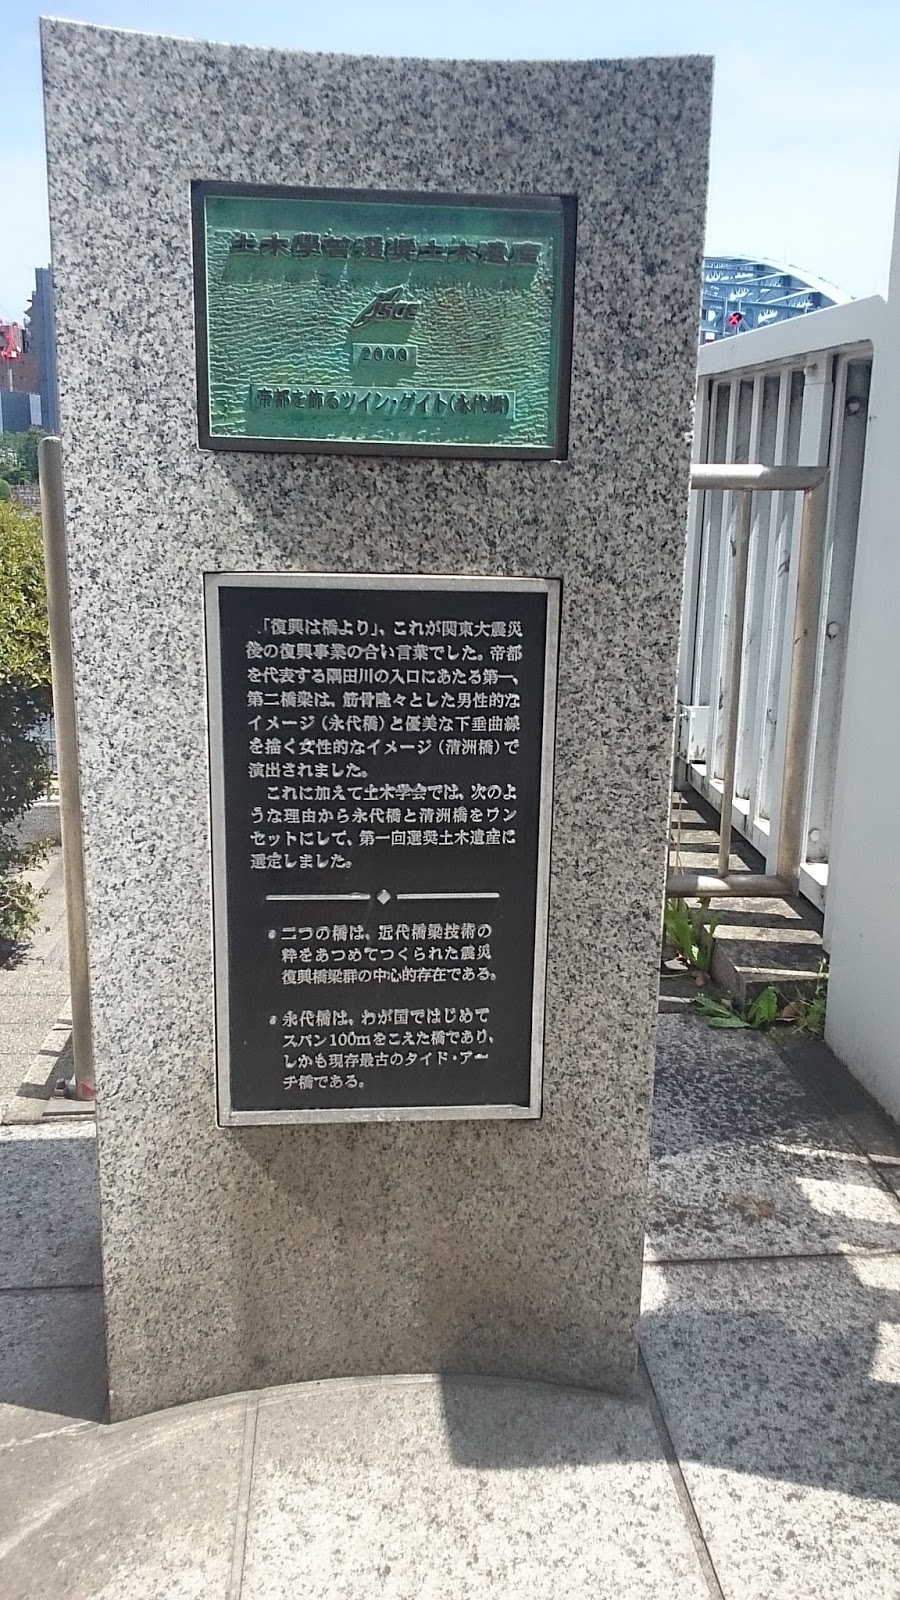 土木學會選奨土木遺産
JSCE
2000
帝都を飾るツイン・ゲイト(永代橋)
「復興は橋より」、これが関東大震災
後の復興事業の合い言葉でした。帝都
を代表する隅田川の入口にあたる第一、
第二橋梁は、筋骨隆々とした男性的な
イメージ(永代橋)と優美な下垂曲線
を描く女性的なイメージ(清洲橋)で
演出されました。
これに加えて土木学会では、次のよ
うな理由から永代橋と清洲橋をワン
セットにして、第一回選奨土木遺産に
選定しました。
●二つの橋は、近代橋梁技術の
粋をあつめてつくられた震災
復興橋梁群の中心的存在である。
●永代橋は、わが国ではじめて
スパン100mをこえた橋であり、
しかも現存最古のタイド・アー
チ橋である。